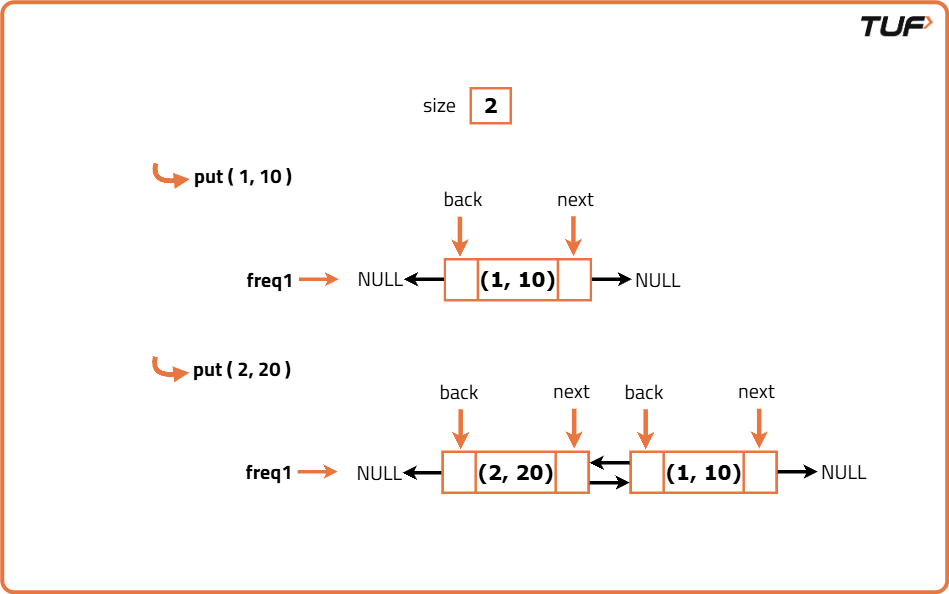 TUF
size 2
put ( 1, 10 )
back next
freq1 NULL (1, 10) NULL
put ( 2, 20 )
back next back next
freq1 NULL (2, 20) (1, 10) NULL